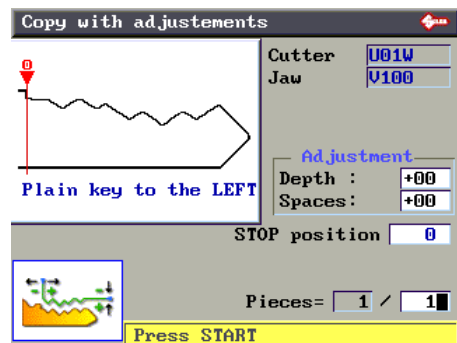 Copy with adjustements
Cutter U01W
Jaw V100
0
Plain key to the LEFT
Adjustment
Depth : +00
Spaces: +00
STOP position 0
Pieces= 1 / 1
Press START